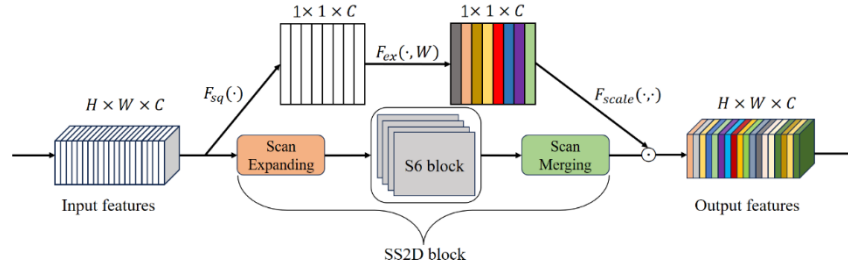 1 × 1 × C
1 × 1 × C
F_ex(·, W)
F_sq(·)
F_scale(·,·)
H × W × C
H × W × C
Scan
Expanding
S6 block
Scan
Merging
Input features
Output features
SS2D block